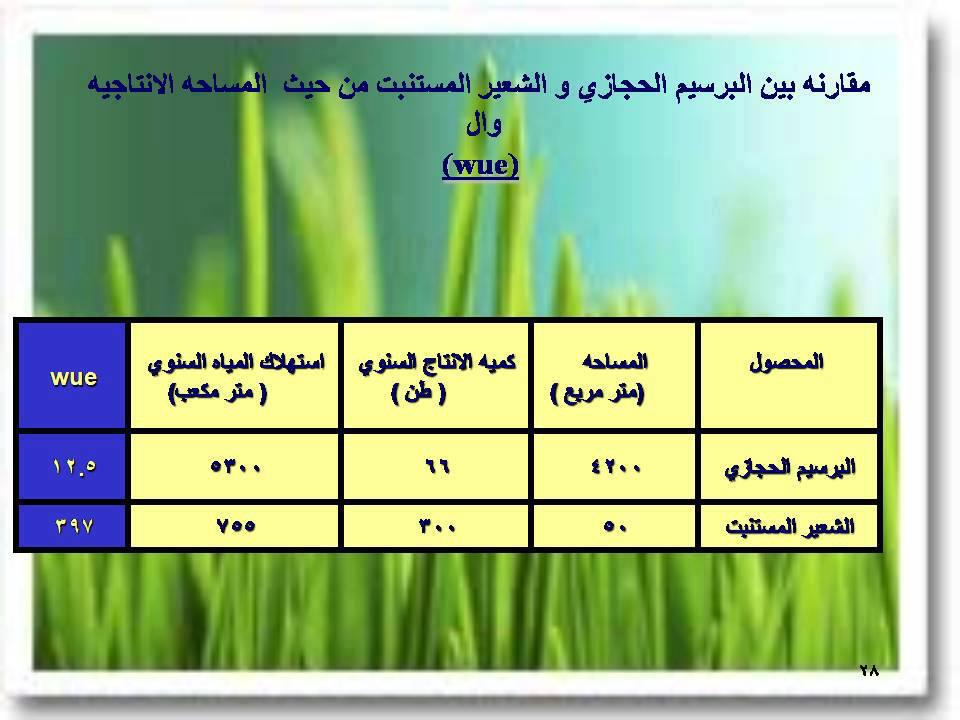 مقارنه بين البرسيم الحجازي و الشعير المستنبت من حيث المساحه الانتاجيه
وال
(wue)
المحصول
المساحه
(متر مربع )
كميه الانتاج السنوي
( طن )
استهلاك المياه السنوي
( متر مكعب)
wue
البرسيم الحجازي
٤٢٠٠
٦٦
٥٣٠٠
١٢.٥
الشعير المستنبت
٥٠
٣٠٠
٧٥٥
٣٩٧
٢٨